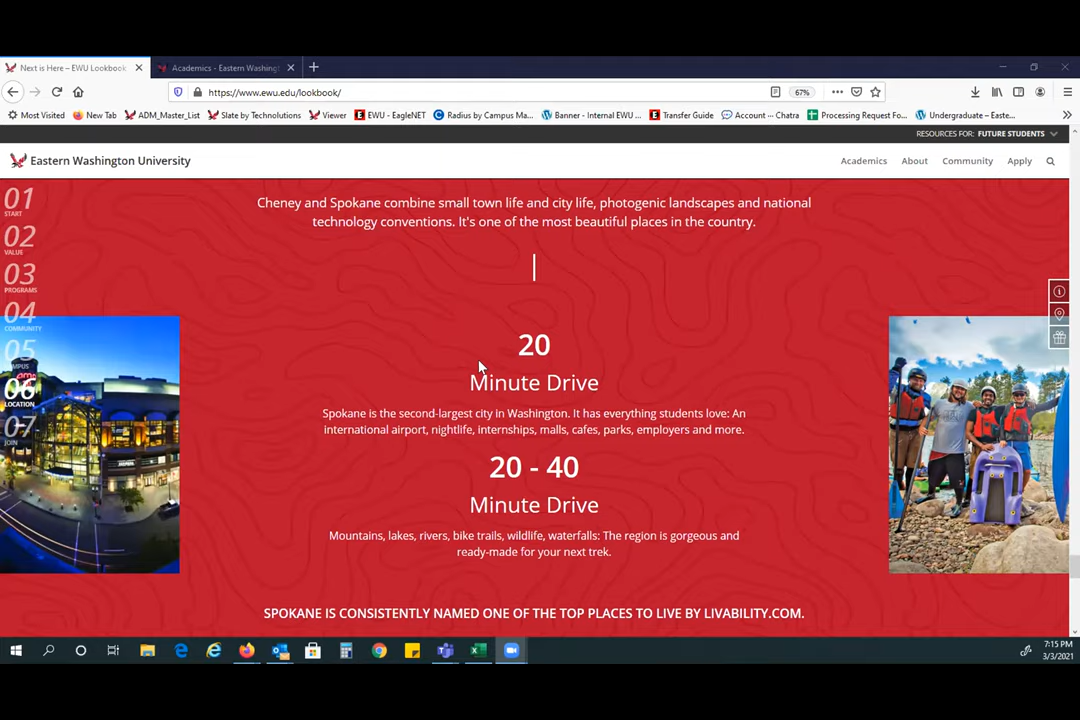 Next is Here – EWU Lookbook
Academics - Eastern Washing
https://www.ewu.edu/lookbook/
67%
Most Visited
New Tab
ADM_Master_List
Slate by Technolutions
Viewer
EWU - EagleNET
Radius by Campus Ma...
Banner - Internal EWU ...
Transfer Guide
Account ·· Chatra
Processing Request Fo...
Undergraduate – Easte...
RESOURCES FOR: FUTURE STUDENTS
Eastern Washington University
Academics
About
Community
Apply
01
START
02
VALUE
03
PROGRAMS
04
COMMUNITY
05
06
LOCATION
07
JOIN
Cheney and Spokane combine small town life and city life, photogenic landscapes and national
technology conventions. It's one of the most beautiful places in the country.
20
Minute Drive
Spokane is the second-largest city in Washington. It has everything students love: An
international airport, nightlife, internships, malls, cafes, parks, employers and more.
20 - 40
Minute Drive
Mountains, lakes, rivers, bike trails, wildlife, waterfalls: The region is gorgeous and
ready-made for your next trek.
SPOKANE IS CONSISTENTLY NAMED ONE OF THE TOP PLACES TO LIVE BY LIVABILITY.COM.
7:15 PM
3/3/2021